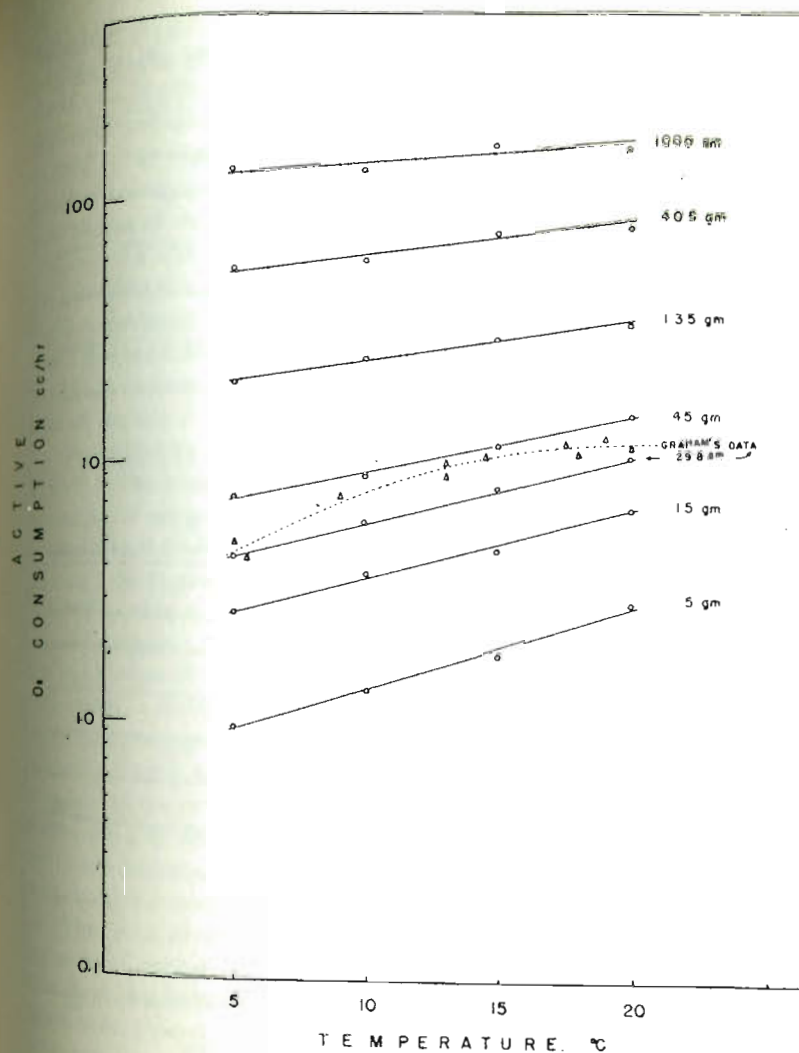 100
10
1.0
0.1
5
10
15
20
TEMPERATURE. °C
ACTIVE
O₂ CONSUMPTION cc/hr
gm
405 gm
135 gm
45 gm
GRAHAM'S DATA
29.8 gm
15 gm
5 gm